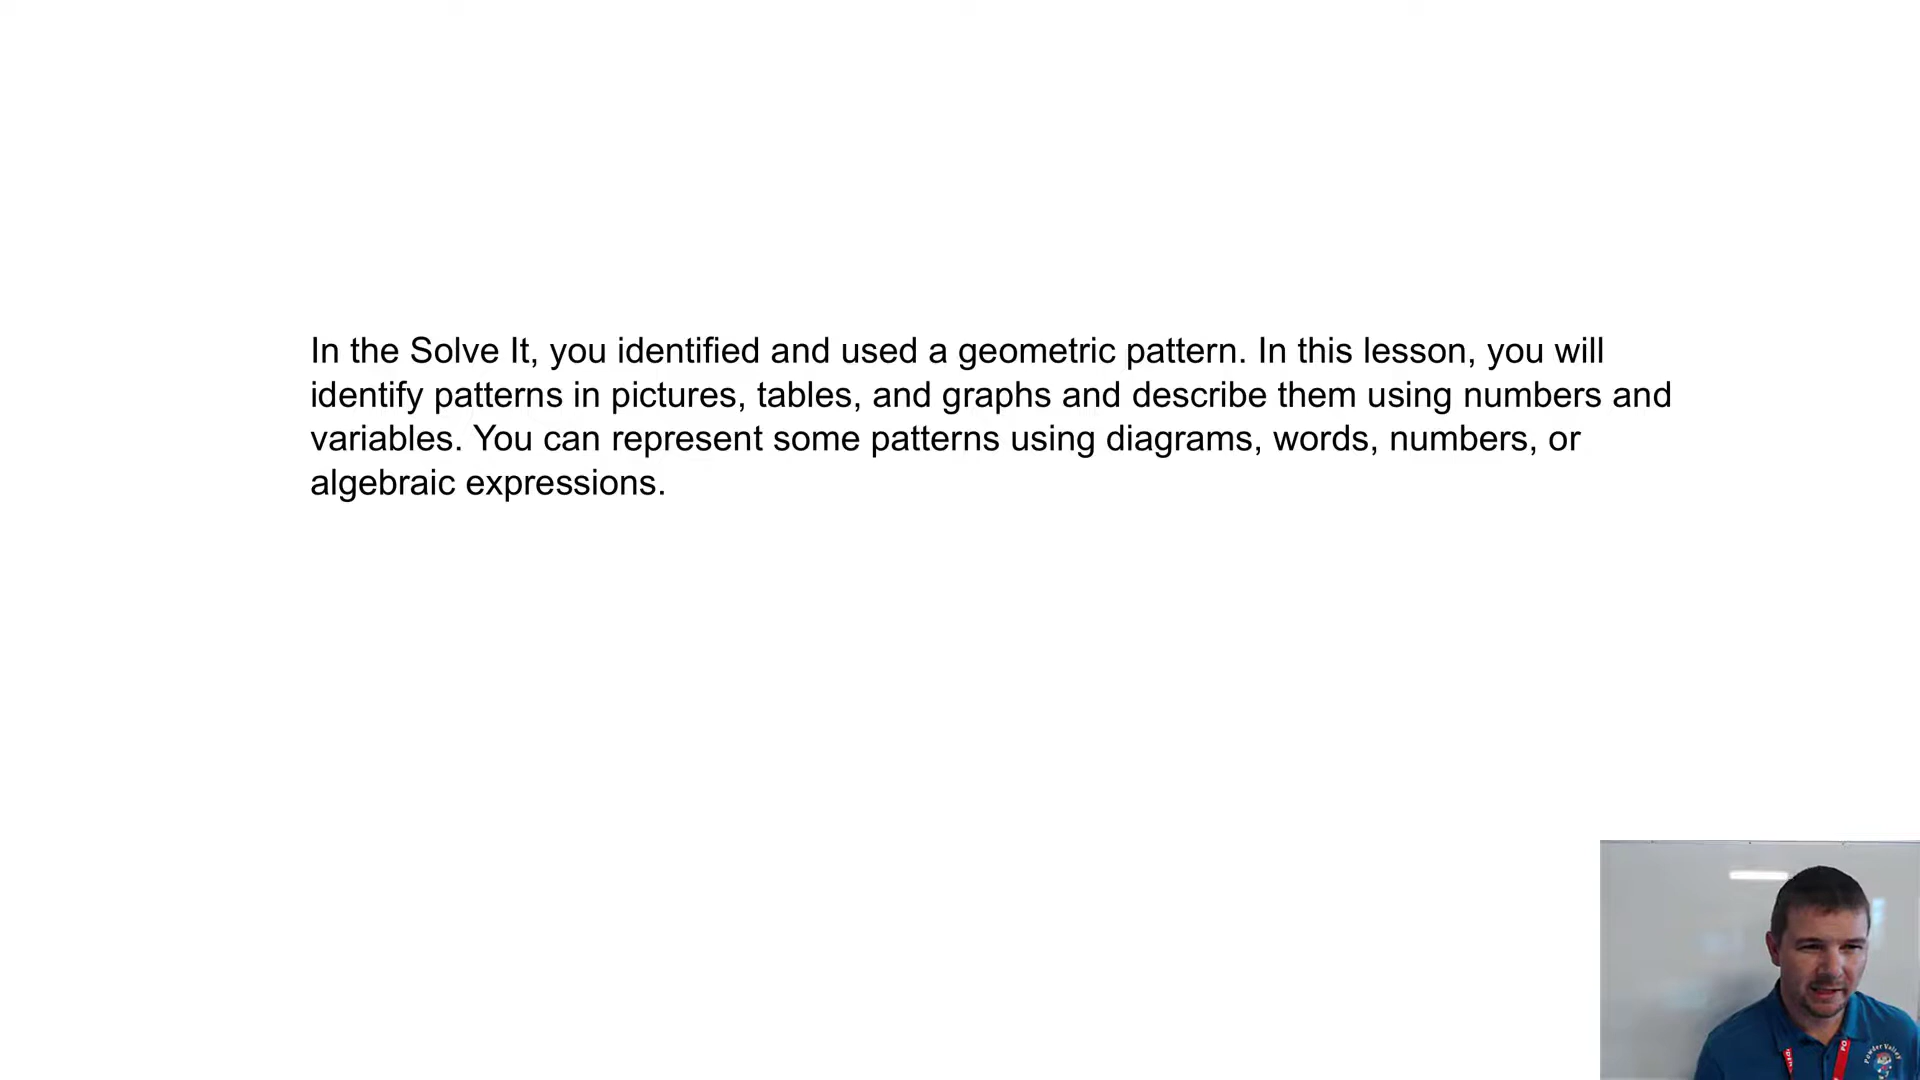 In the Solve It, you identified and used a geometric pattern. In this lesson, you will
identify patterns in pictures, tables, and graphs and describe them using numbers and
variables. You can represent some patterns using diagrams, words, numbers, or
algebraic expressions.
Powder Valley